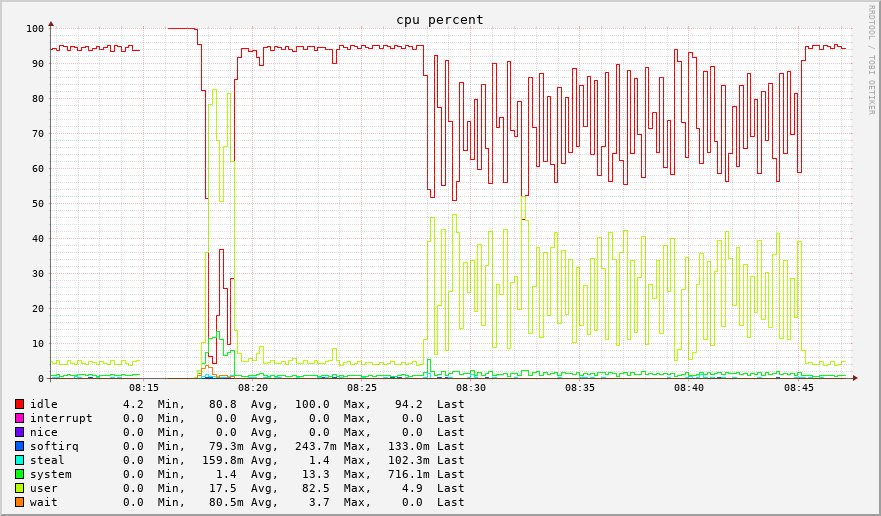 cpu percent
RRDTOOL / TOBI OETIKER
100
90
80
70
60
50
40
30
20
10
0
08:15 08:20 08:25 08:30 08:35 08:40 08:45
idle 4.2 Min, 80.8 Avg, 100.0 Max, 94.2 Last
interrupt 0.0 Min, 0.0 Avg, 0.0 Max, 0.0 Last
nice 0.0 Min, 0.0 Avg, 0.0 Max, 0.0 Last
softirq 0.0 Min, 79.3m Avg, 243.7m Max, 133.0m Last
steal 0.0 Min, 159.8m Avg, 1.4 Max, 102.3m Last
system 0.0 Min, 1.4 Avg, 13.3 Max, 716.1m Last
user 0.0 Min, 17.5 Avg, 82.5 Max, 4.9 Last
wait 0.0 Min, 80.5m Avg, 3.7 Max, 0.0 Last